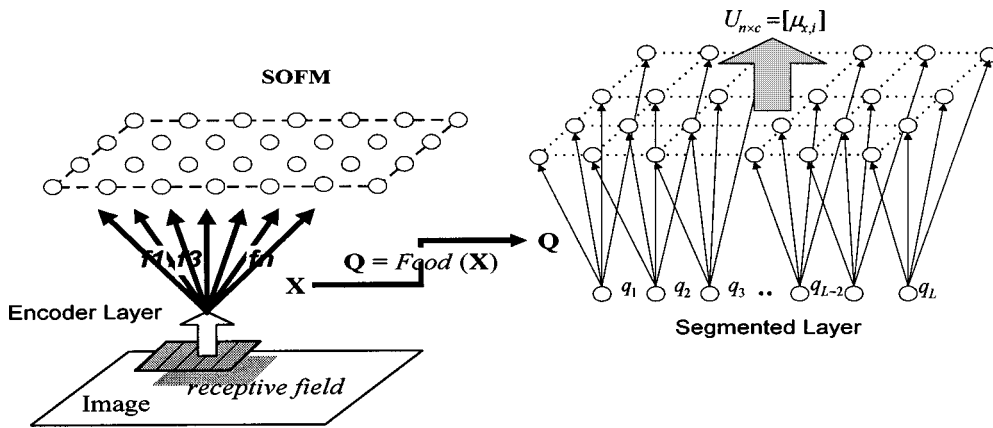 U_{n×c} = [μ_{x,i}]
SOFM
f1 f3 fn
Q = Fcod (X)
Q
X
Encoder Layer
q_1 q_2 q_3 .. q_{L-2} q_L
Segmented Layer
receptive field
Image